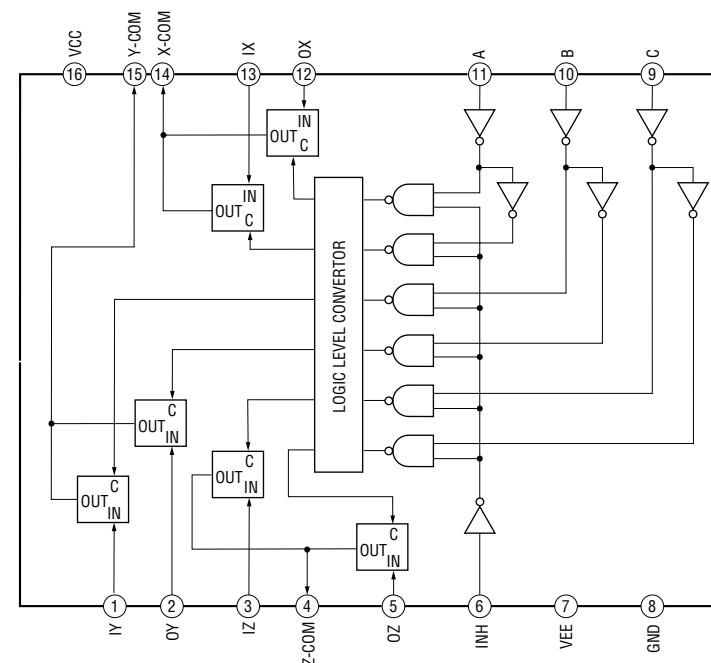 VCC
Y-COM
X-COM
IX
OX
A
B
C
16
15
14
13
12
11
10
9
IN
OUT
C
IN
OUT
C
LOGIC LEVEL CONVERTOR
C
OUT
IN
C
OUT
IN
C
OUT
IN
C
OUT
IN
1
2
3
4
5
6
7
8
IY
OY
IZ
Z-COM
OZ
INH
VEE
GND